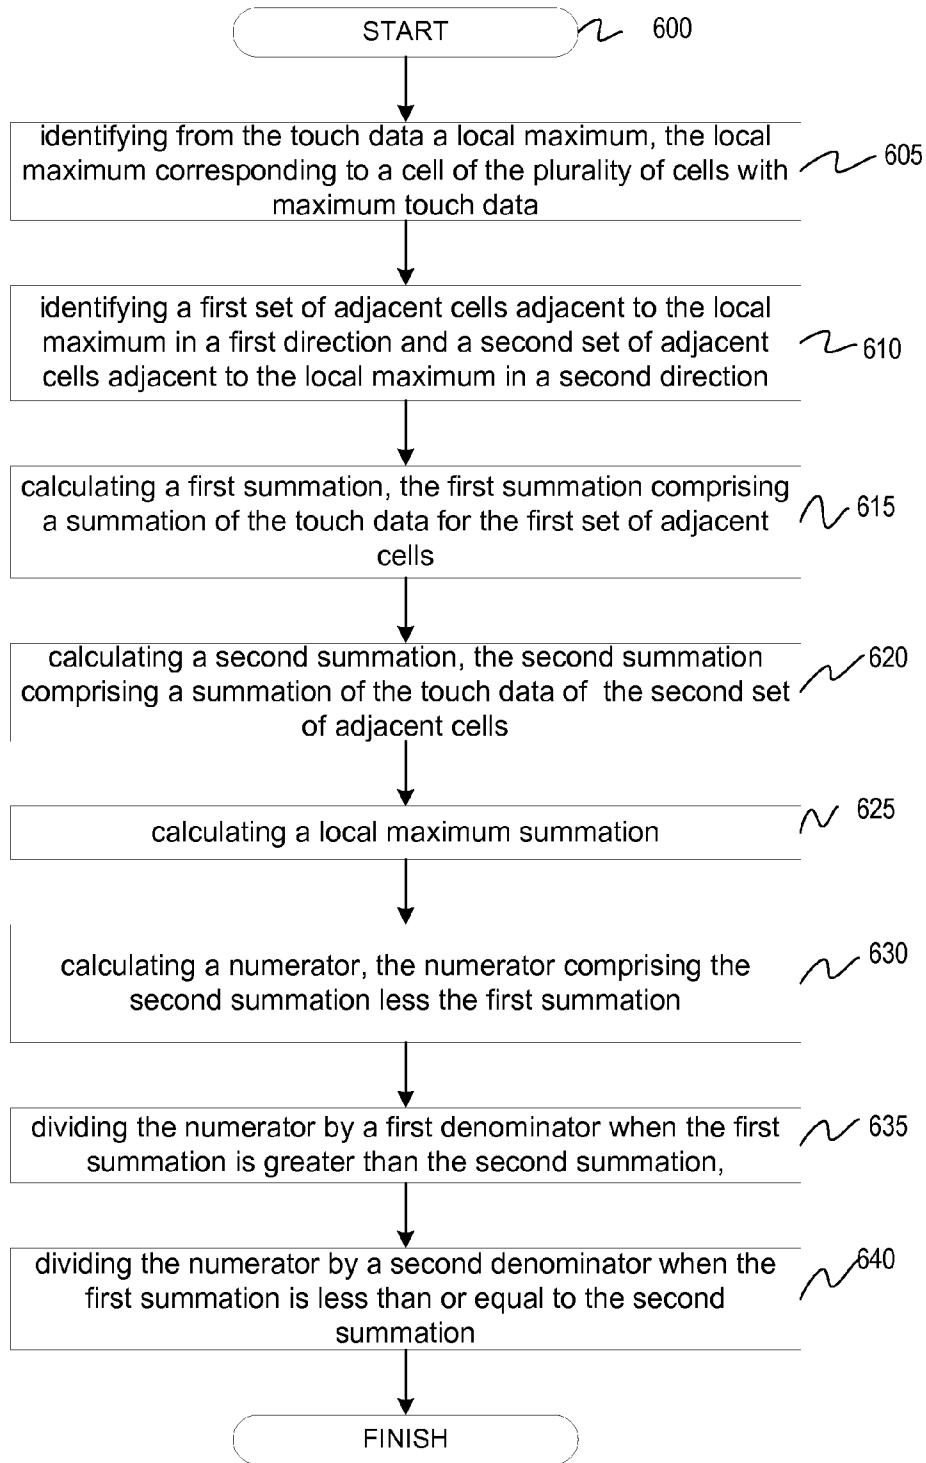 START
600
identifying from the touch data a local maximum, the local
maximum corresponding to a cell of the plurality of cells with
maximum touch data
605
identifying a first set of adjacent cells adjacent to the local
maximum in a first direction and a second set of adjacent
cells adjacent to the local maximum in a second direction
610
calculating a first summation, the first summation comprising
a summation of the touch data for the first set of adjacent
cells
615
calculating a second summation, the second summation
comprising a summation of the touch data of the second set
of adjacent cells
620
calculating a local maximum summation
625
calculating a numerator, the numerator comprising the
second summation less the first summation
630
dividing the numerator by a first denominator when the first
summation is greater than the second summation,
635
dividing the numerator by a second denominator when the
first summation is less than or equal to the second
summation
640
FINISH